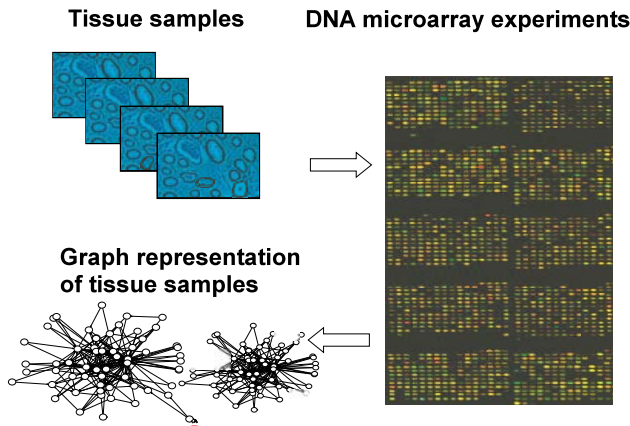 Tissue samples
DNA microarray experiments
Graph representation
of tissue samples